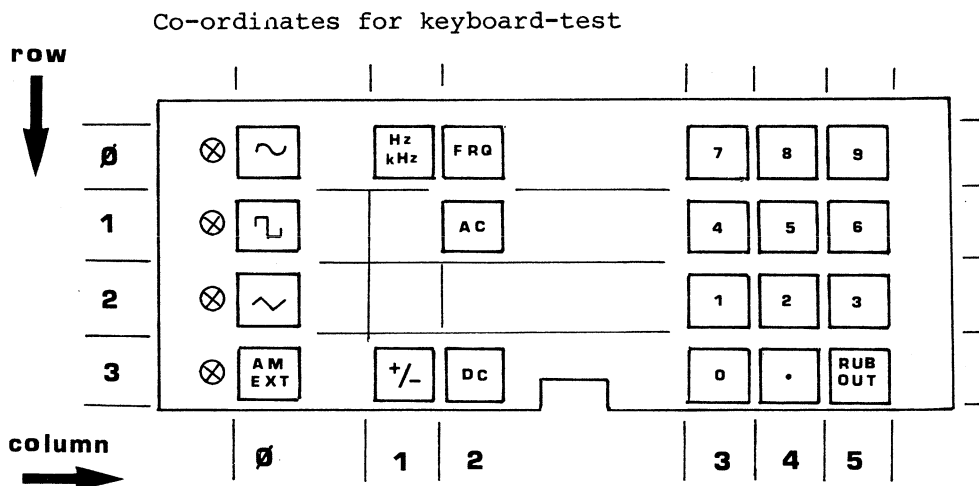 Co-ordinates for keyboard-test
row
Ø Hz kHz FRQ 7 8 9
1 AC 4 5 6
2 1 2 3
3 AM EXT +/- DC 0 . RUB OUT
column
Ø 1 2 3 4 5